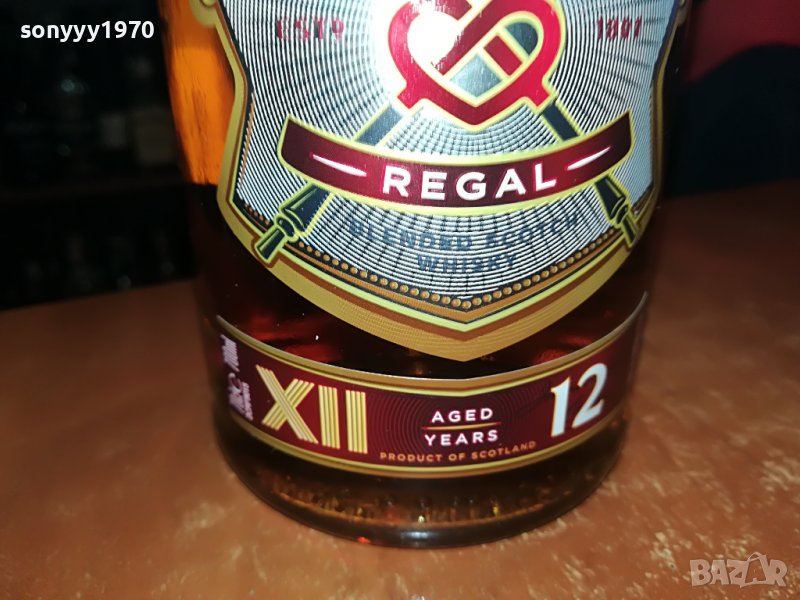 sonyyy1970
ESTD 1801
REGAL
BLENDED SCOTCH
WHISKY
XII AGED 12
YEARS
PRODUCT OF SCOTLAND
BAZAR